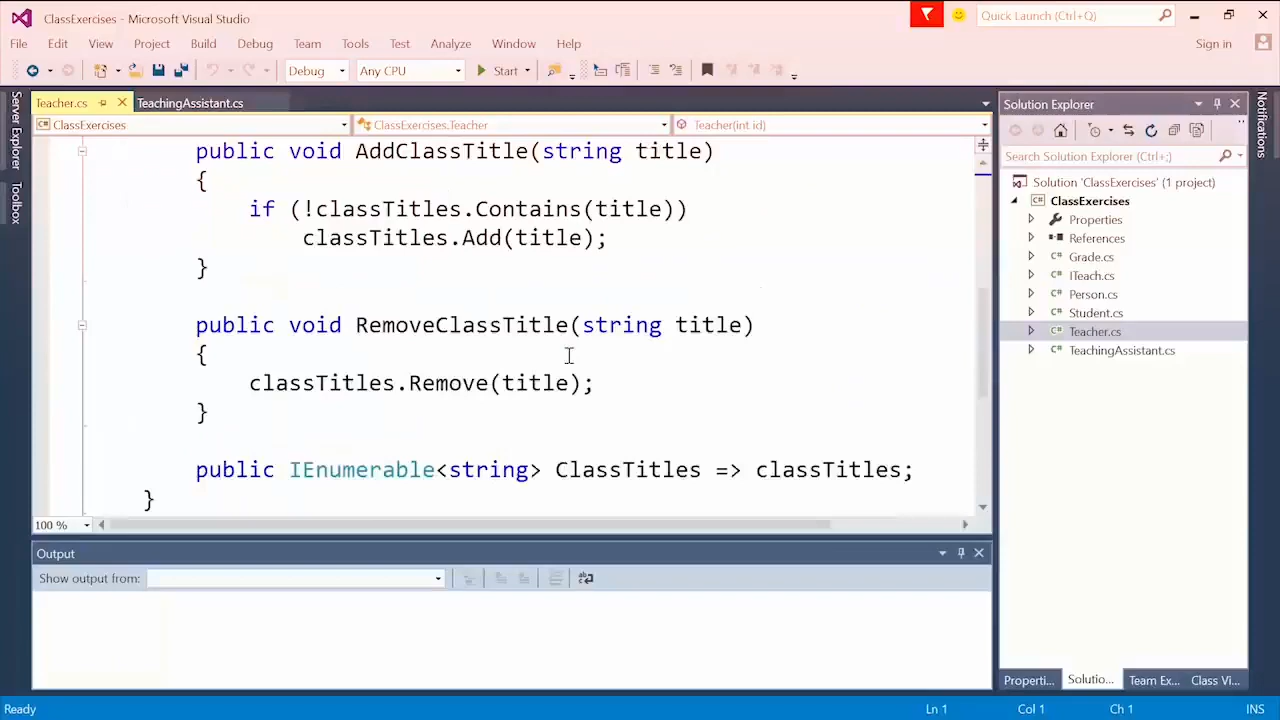 ClassExercises - Microsoft Visual Studio
Quick Launch (Ctrl+Q)
File Edit View Project Build Debug Team Tools Test Analyze Window Help
Sign in
Debug Any CPU Start
Server Explorer
Toolbox
Teacher.cs TeachingAssistant.cs
ClassExercises ClassExercises.Teacher Teacher(int id)
public void AddClassTitle(string title)
{
if (!classTitles.Contains(title))
classTitles.Add(title);
}
public void RemoveClassTitle(string title)
{
classTitles.Remove(title);
}
public IEnumerable<string> ClassTitles => classTitles;
}
100 %
Output
Show output from:
Solution Explorer
Search Solution Explorer (Ctrl+;)
Solution 'ClassExercises' (1 project)
C# ClassExercises
Properties
References
C# Grade.cs
C# ITeach.cs
C# Person.cs
C# Student.cs
C# Teacher.cs
C# TeachingAssistant.cs
Properti... Solutio... Team Ex... Class Vi...
Notifications
Ready Ln 1 Col 1 Ch 1 INS